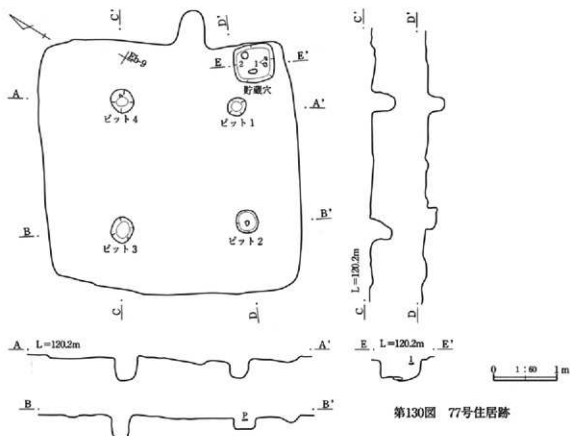 C'
D'
E
2
1
E'
貯蔵穴
A
ピット4
ピット1
A'
B
ピット3
ピット2
B'
C
D
C'
D'
L=120.2m
C
D
A L=120.2m A'
E L=120.2m E'
1
B
P
B'
0 1:60 1m
第130図 77号住居跡